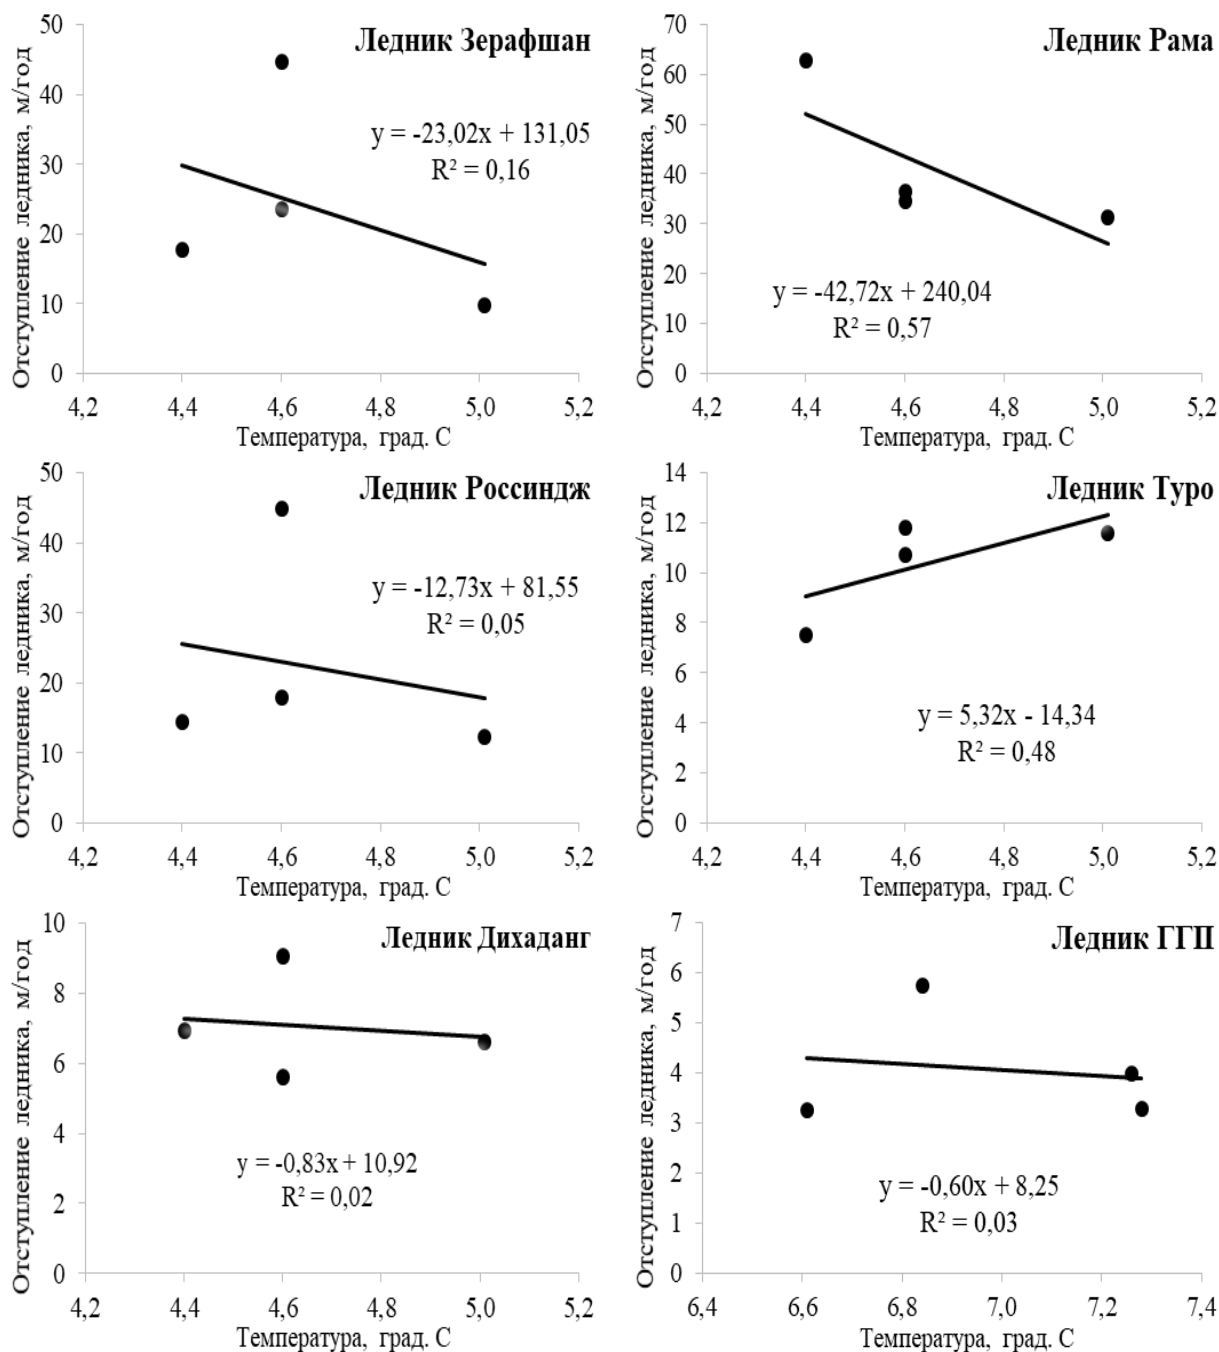 Ледник Зерафшан
Отступление ледника, м/год
50
40
30
20
10
0
y = -23,02x + 131,05
R² = 0,16
4,2 4,4 4,6 4,8 5,0 5,2
Температура, град. С
Ледник Рама
Отступление ледника, м/год
70
60
50
40
30
20
10
0
y = -42,72x + 240,04
R² = 0,57
4,2 4,4 4,6 4,8 5,0 5,2
Температура, град. С
Ледник Россиндж
Отступление ледника, м/год
50
40
30
20
10
0
y = -12,73x + 81,55
R² = 0,05
4,2 4,4 4,6 4,8 5,0 5,2
Температура, град. С
Ледник Туро
Отступление ледника, м/год
14
12
10
8
6
4
2
0
y = 5,32x - 14,34
R² = 0,48
4,2 4,4 4,6 4,8 5,0 5,2
Температура, град. С
Ледник Дихаданг
Отступление ледника, м/год
10
8
6
4
2
0
y = -0,83x + 10,92
R² = 0,02
4,2 4,4 4,6 4,8 5,0 5,2
Температура, град. С
Ледник ГГП
Отступление ледника, м/год
7
6
5
4
3
2
1
0
y = -0,60x + 8,25
R² = 0,03
6,4 6,6 6,8 7,0 7,2 7,4
Температура, град. С